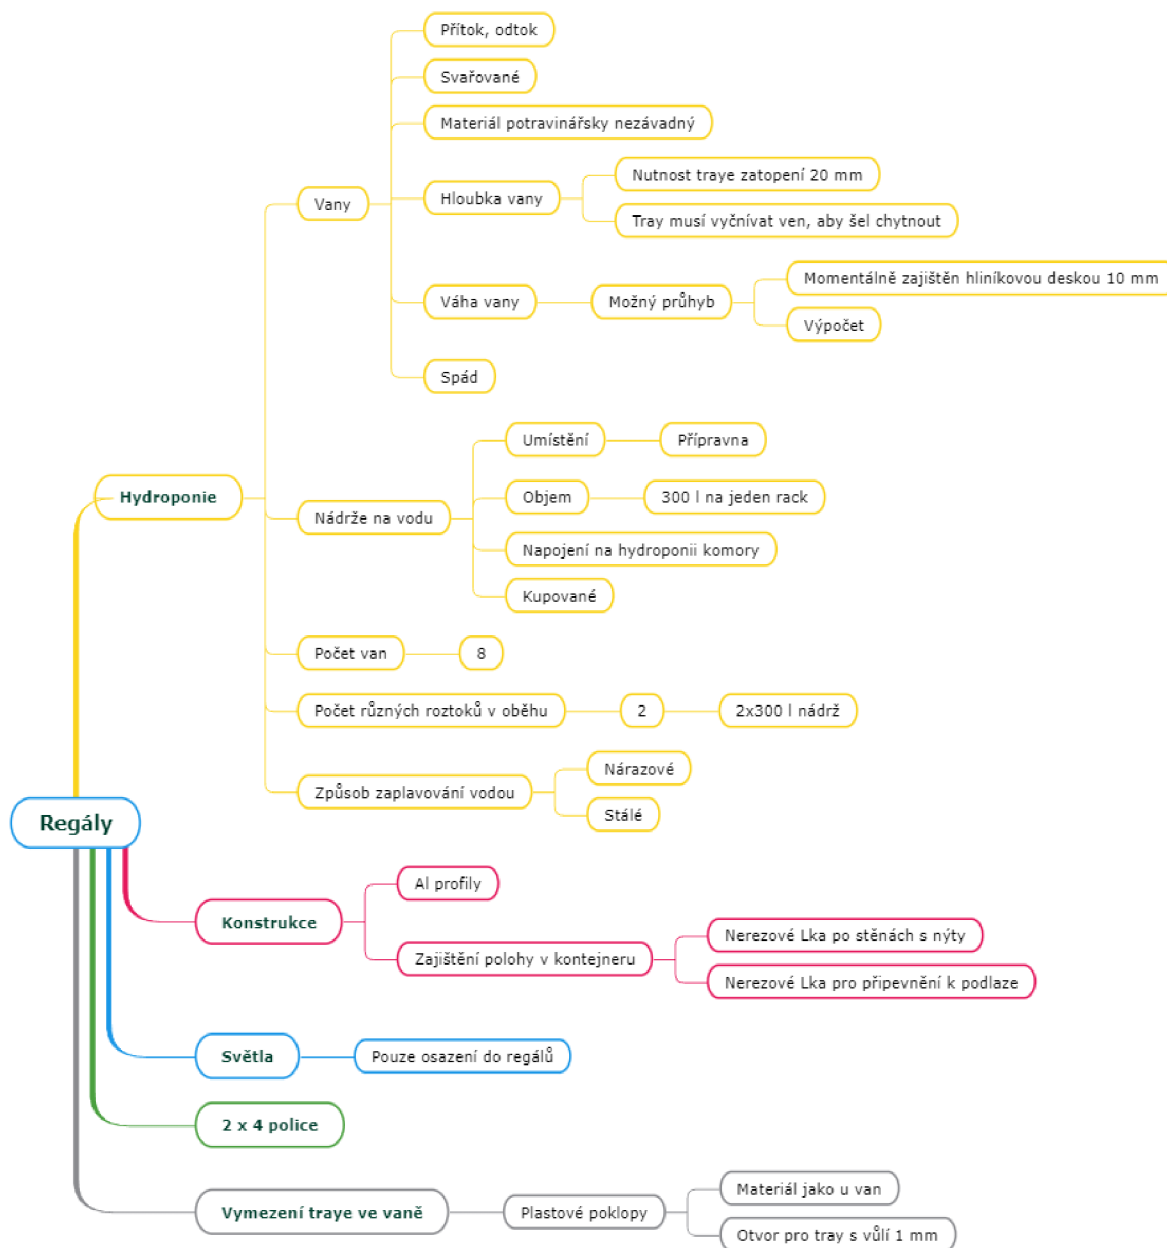 Přítok, odtok
Svařované
Materiál potravinářsky nezávadný
Vany
Hloubka vany
Nutnost traye zatopení 20 mm
Tray musí vyčnívat ven, aby šel chytnout
Váha vany
Možný průhyb
Momentálně zajištěn hliníkovou deskou 10 mm
Výpočet
Spád
Hydroponie
Nádrže na vodu
Umístění
Přípravna
Objem
300 l na jeden rack
Napojení na hydroponii komory
Kupované
Počet van
8
Počet různých roztoků v oběhu
2
2x300 l nádrž
Způsob zaplavování vodou
Nárazové
Stálé
Regály
Konstrukce
Al profily
Zajištění polohy v kontejneru
Nerezové Lka po stěnách s nýty
Nerezové Lka pro připevnění k podlaze
Světla
Pouze osazení do regálů
2 x 4 police
Vymezení traye ve vaně
Plastové poklopy
Materiál jako u van
Otvor pro tray s vůlí 1 mm